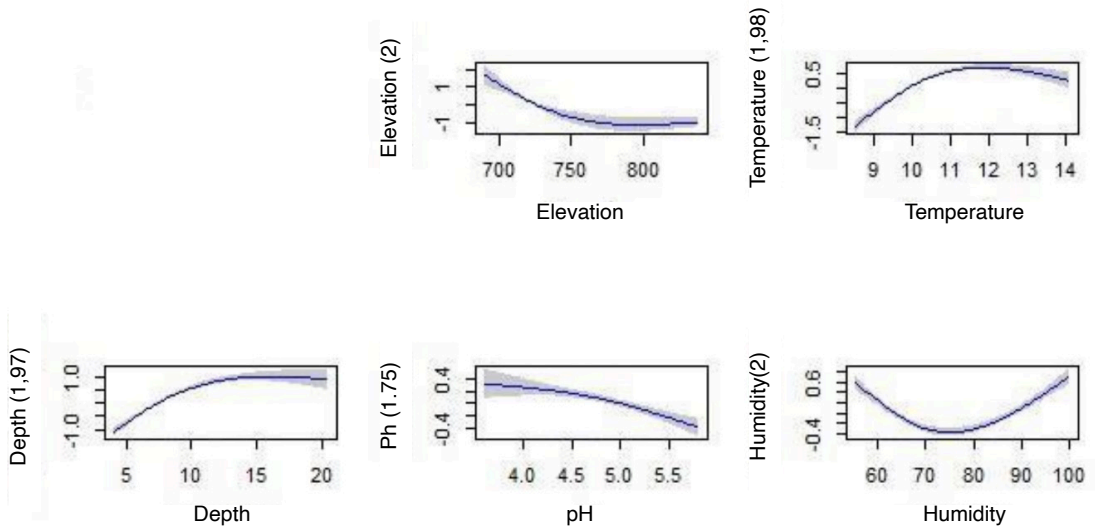 Elevation (2)
1
-1
700 750 800
Elevation
Temperature (1,98)
0.5
-1.5
9 10 11 12 13 14
Temperature
Depth (1,97)
1.0
-1.0
5 10 15 20
Depth
Ph (1.75)
0.4
-0.4
4.0 4.5 5.0 5.5
pH
Humidity(2)
0.6
-0.4
60 70 80 90 100
Humidity